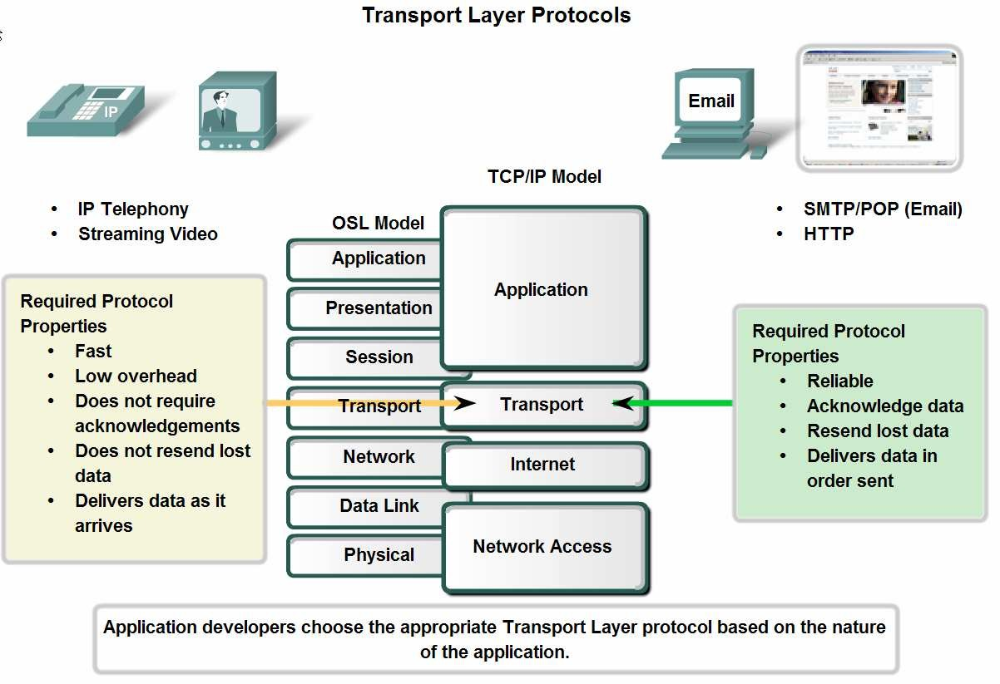 Transport Layer Protocols
IP
Email
• IP Telephony
• Streaming Video
TCP/IP Model
OSL Model
• SMTP/POP (Email)
• HTTP
Required Protocol
Properties
• Fast
• Low overhead
• Does not require
acknowledgements
• Does not resend lost
data
• Delivers data as it
arrives
Application
Presentation
Session
Transport
Network
Data Link
Physical
Application
Transport
Internet
Network Access
Required Protocol
Properties
• Reliable
• Acknowledge data
• Resend lost data
• Delivers data in
order sent
Application developers choose the appropriate Transport Layer protocol based on the nature
of the application.